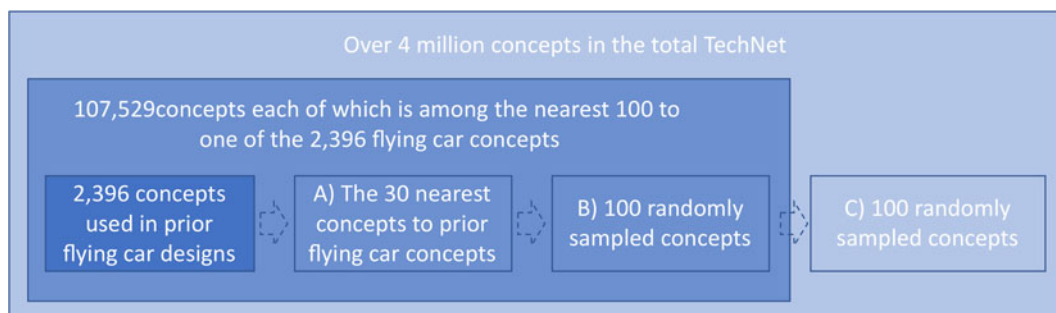 Over 4 million concepts in the total TechNet
107,529concepts each of which is among the nearest 100 to
one of the 2,396 flying car concepts
2,396 concepts
used in prior
flying car designs
A) The 30 nearest
concepts to prior
flying car concepts
B) 100 randomly
sampled concepts
C) 100 randomly
sampled concepts